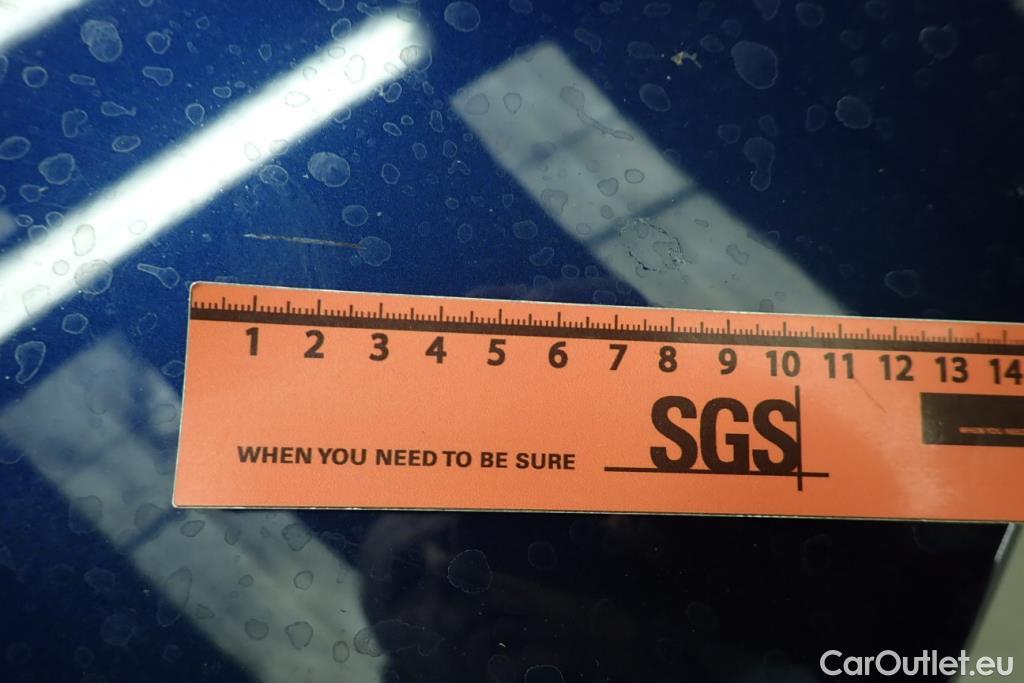 1 2 3 4 5 6 7 8 9 10 11 12 13 14
SGS
WHEN YOU NEED TO BE SURE
CarOutlet.eu